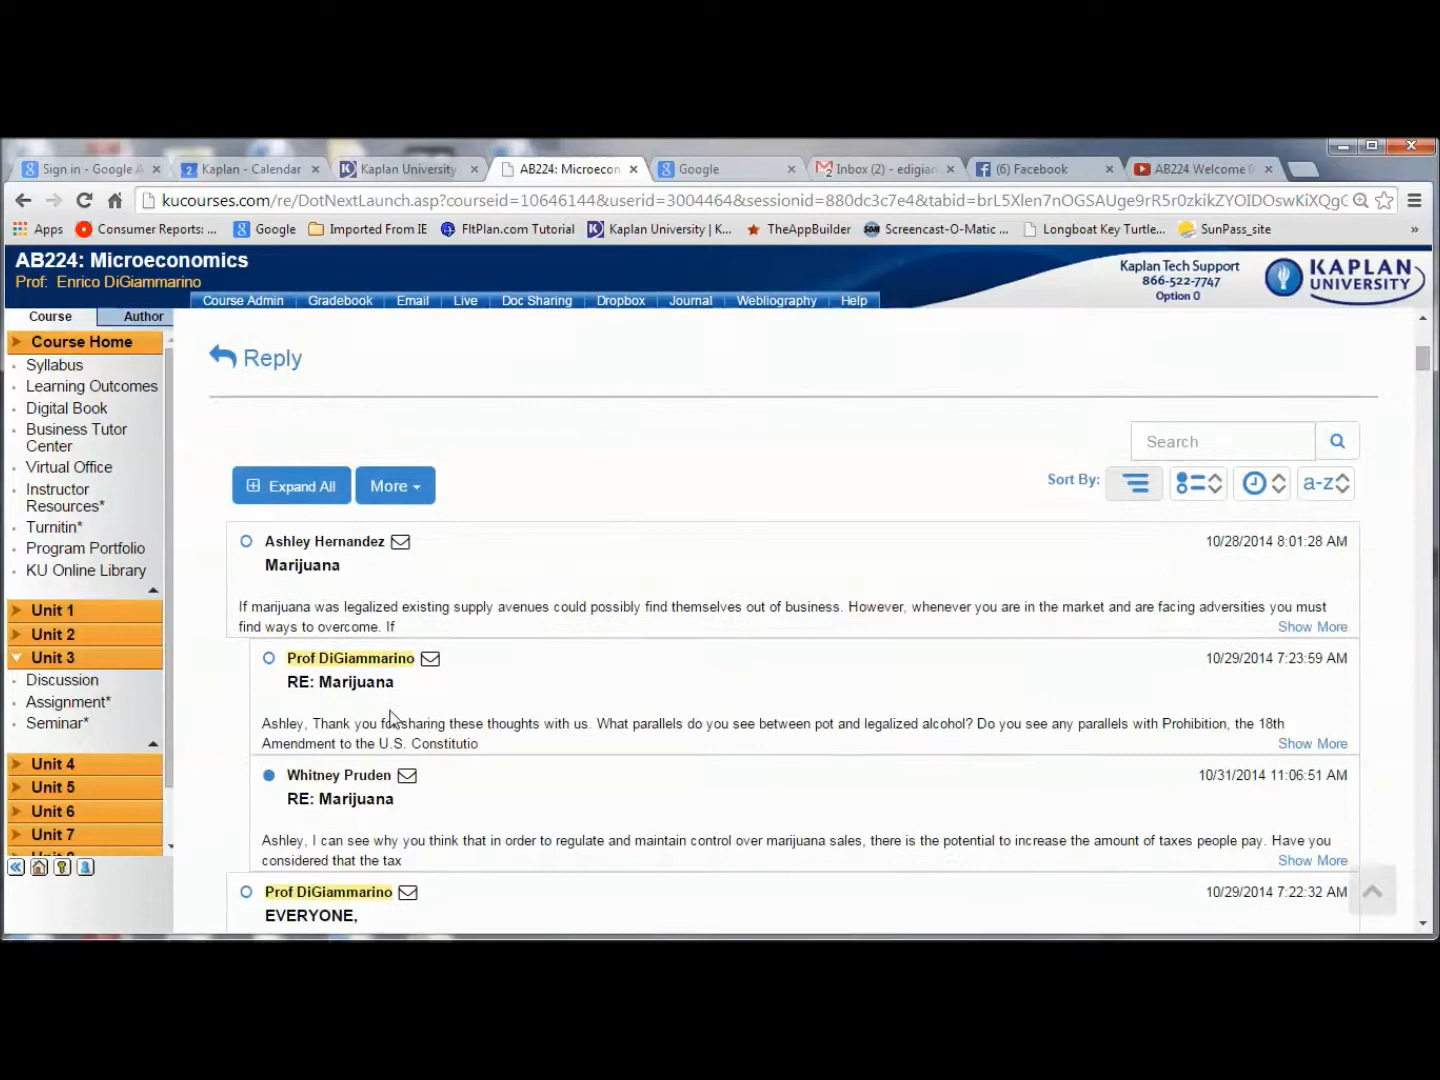 Sign in - Google A
Kaplan - Calendar
Kaplan University
AB224: Microecon
Google
Inbox (2) - edigian
(6) Facebook
AB224 Welcome
kucourses.com/re/DotNextLaunch.asp?courseid=10646144&userid=3004464&sessionid=880dc3c7e4&tabid=
Apps
Consumer Reports: ...
Google
Imported From IE
FltPlan.com Tutorial
Kaplan University | K...
TheAppBuilder
Screencast-O-Matic ...
Longboat Key Turtle...
SunPass_site
»
AB224: Microeconomics
Prof: Enrico DiGiammarino
Kaplan Tech Support
866-522-7747
Option 0
KAPLAN
UNIVERSITY
Course Admin
Gradebook
Email
Live
Doc Sharing
Dropbox
Journal
Webliography
Help
Course
Author
Course Home
Syllabus
Learning Outcomes
Digital Book
Business Tutor
Center
Virtual Office
Instructor
Resources*
Turnitin*
Program Portfolio
KU Online Library
Unit 1
Unit 2
Unit 3
Discussion
Assignment*
Seminar*
Unit 4
Unit 5
Unit 6
Unit 7
Reply
Search
Expand All
More
Sort By:
a-z
Ashley Hernandez
10/28/2014 8:01:28 AM
Marijuana
If marijuana was legalized existing supply avenues could possibly find themselves out of business. However, whenever you are in the market and are facing adversities you must
find ways to overcome. If
Show More
Prof DiGiammarino
10/29/2014 7:23:59 AM
RE: Marijuana
Ashley, Thank you for sharing these thoughts with us. What parallels do you see between pot and legalized alcohol? Do you see any parallels with Prohibition, the 18th
Amendment to the U.S. Constitutio
Show More
Whitney Pruden
10/31/2014 11:06:51 AM
RE: Marijuana
Ashley, I can see why you think that in order to regulate and maintain control over marijuana sales, there is the potential to increase the amount of taxes people pay. Have you
considered that the tax
Show More
Prof DiGiammarino
10/29/2014 7:22:32 AM
EVERYONE,